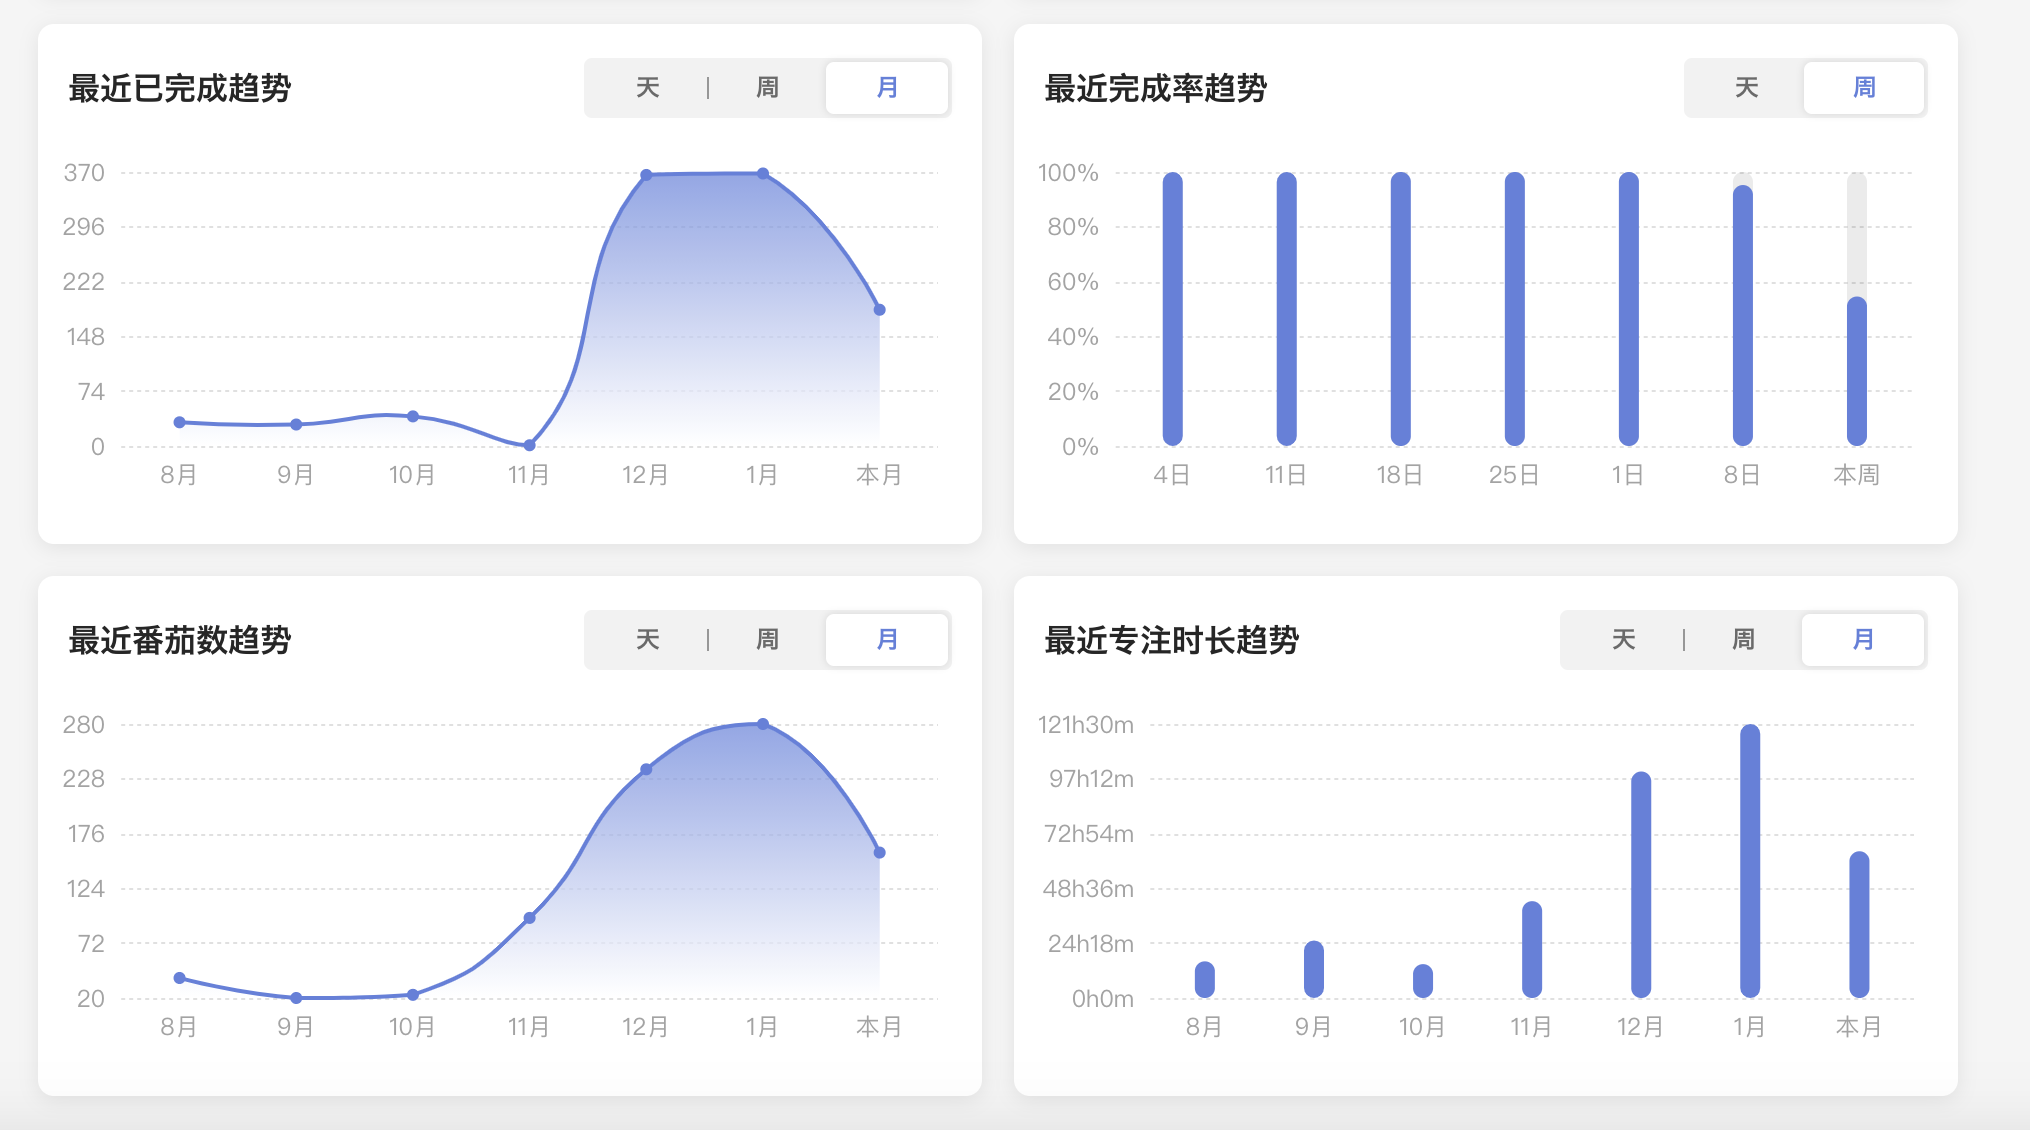 最近已完成趋势
天 | 周 月
370
296
222
148
74
0
8月 9月 10月 11月 12月 1月 本月
最近完成率趋势
天 周
100%
80%
60%
40%
20%
0%
4日 11日 18日 25日 1日 8日 本周
最近番茄数趋势
天 | 周 月
280
228
176
124
72
20
8月 9月 10月 11月 12月 1月 本月
最近专注时长趋势
天 | 周 月
121h30m
97h12m
72h54m
48h36m
24h18m
0h0m
8月 9月 10月 11月 12月 1月 本月